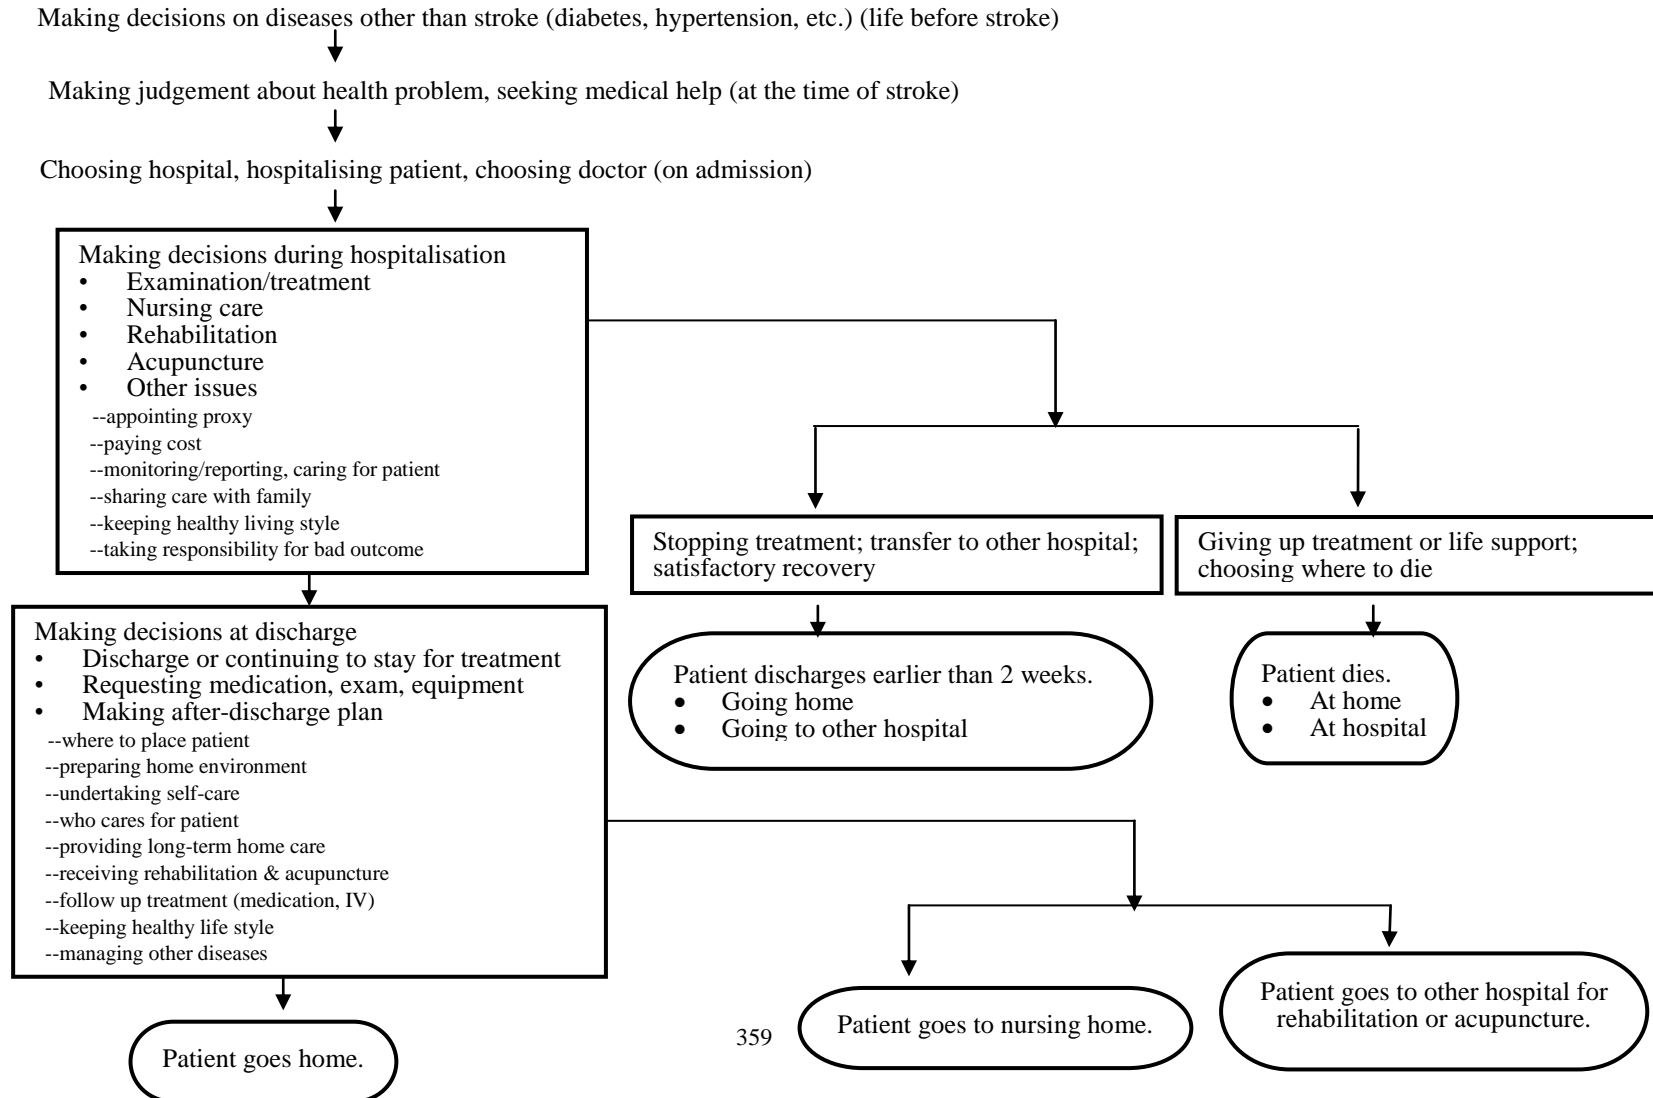 Making decisions on diseases other than stroke (diabetes, hypertension, etc.) (life before stroke)
Making judgement about health problem, seeking medical help (at the time of stroke)
Choosing hospital, hospitalising patient, choosing doctor (on admission)
Making decisions during hospitalisation
• Examination/treatment
• Nursing care
• Rehabilitation
• Acupuncture
• Other issues
--appointing proxy
--paying cost
--monitoring/reporting, caring for patient
--sharing care with family
--keeping healthy living style
--taking responsibility for bad outcome
Stopping treatment; transfer to other hospital;
satisfactory recovery
Giving up treatment or life support;
choosing where to die
Making decisions at discharge
• Discharge or continuing to stay for treatment
• Requesting medication, exam, equipment
• Making after-discharge plan
--where to place patient
--preparing home environment
--undertaking self-care
--who cares for patient
--providing long-term home care
--receiving rehabilitation & acupuncture
--follow up treatment (medication, IV)
--keeping healthy life style
--managing other diseases
Patient discharges earlier than 2 weeks.
• Going home
• Going to other hospital
Patient dies.
• At home
• At hospital
Patient goes home.
359
Patient goes to nursing home.
Patient goes to other hospital for
rehabilitation or acupuncture.